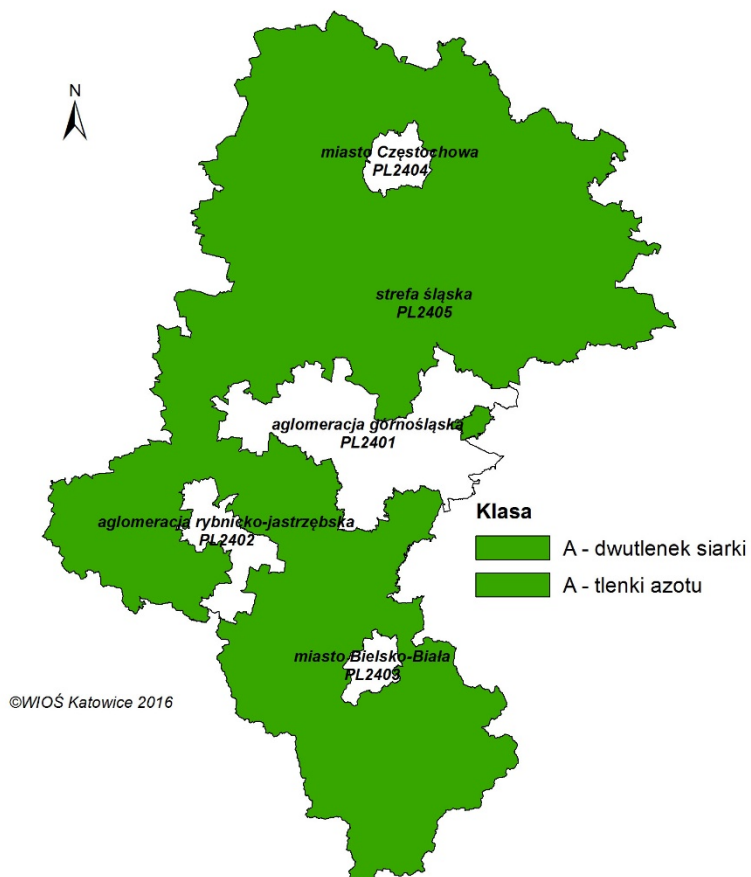 N
miasto Częstochowa
PL2404
strefa śląska
PL2405
aglomeracja górnośląska
PL2401
Klasa
aglomeracja rybnicko-jastrzębska
PL2402
A - dwutlenek siarki
A - tlenki azotu
miasto Bielsko-Biała
PL2403
©WIOŚ Katowice 2016